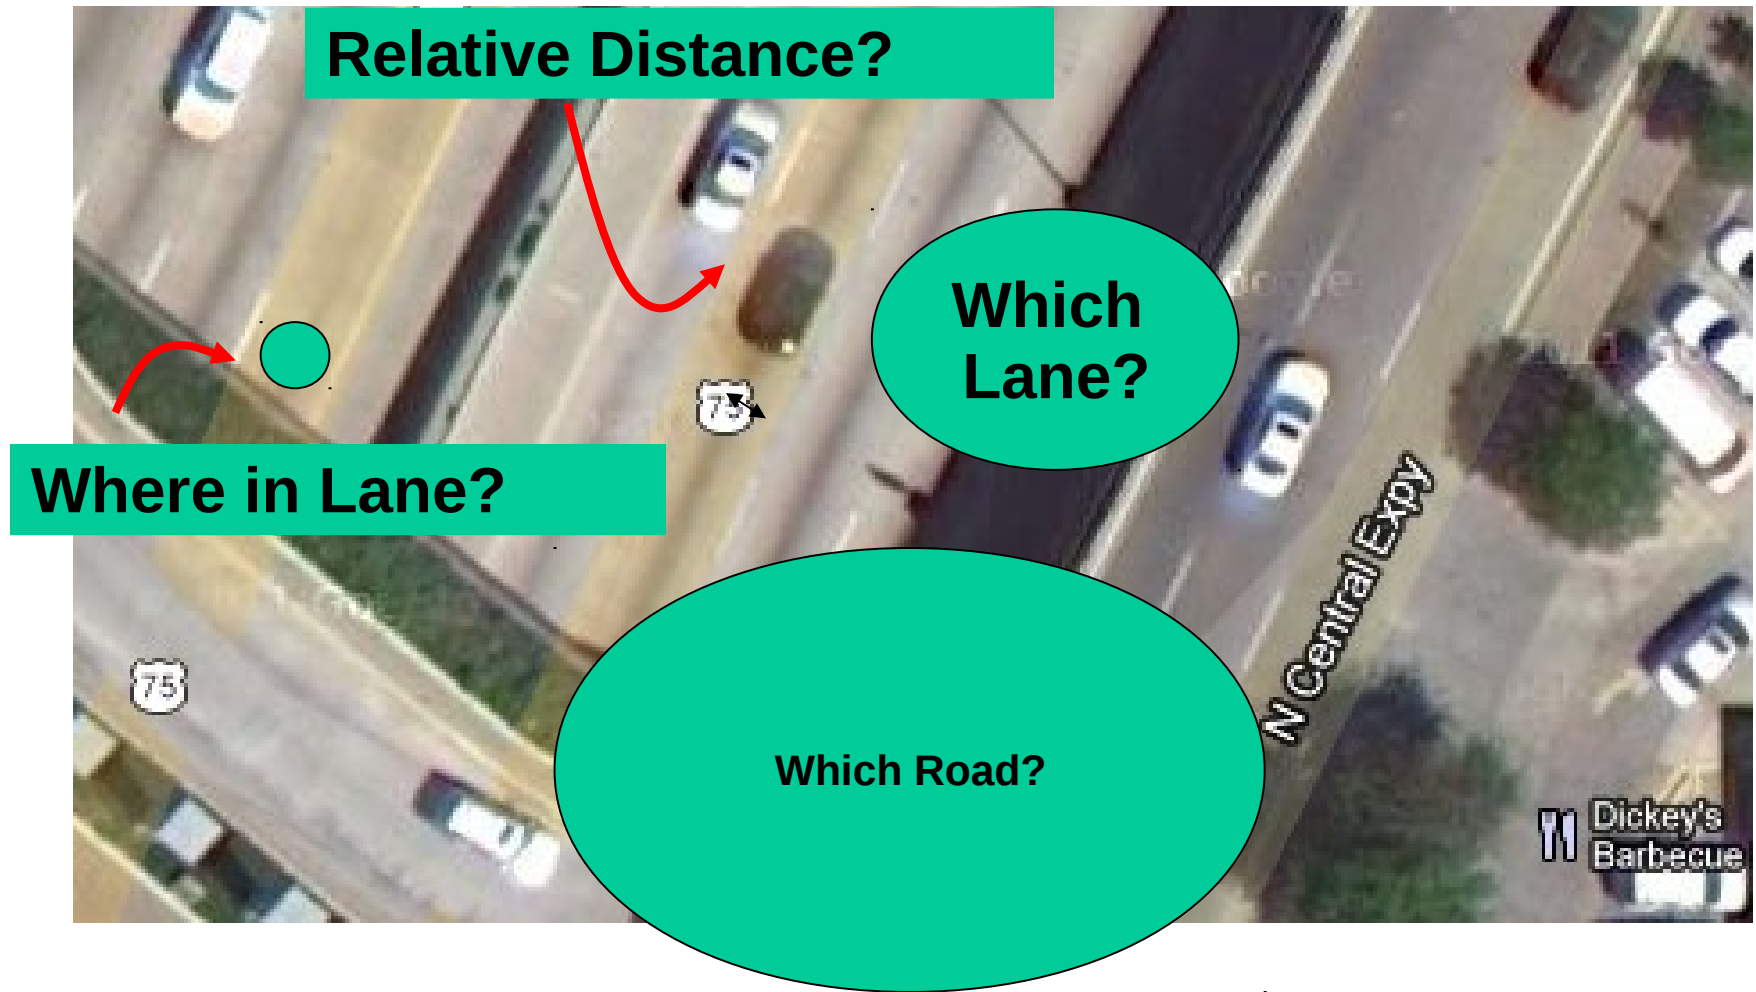 Relative Distance?
Which
Lane?
75
Where in Lane?
N Central Expy
75
Which Road?
Dickey's
Barbecue